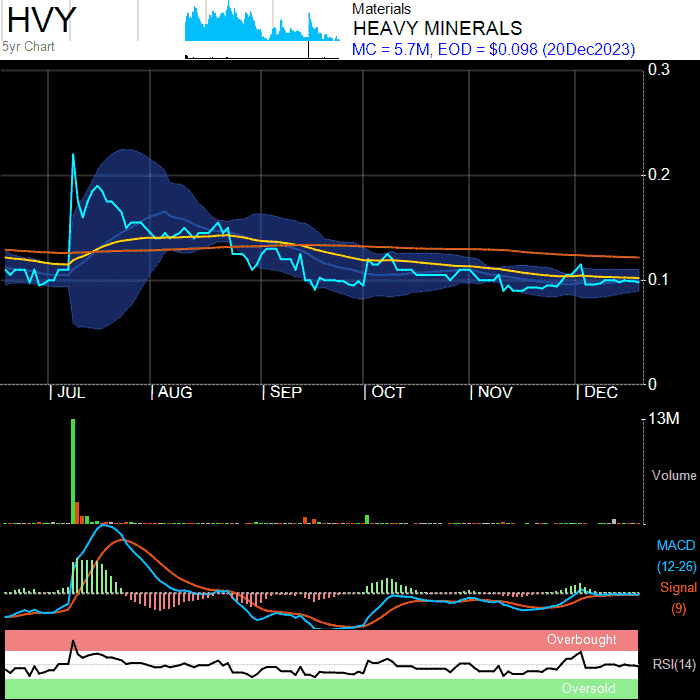 HVY
5yr Chart
Materials
HEAVY MINERALS
MC = 5.7M, EOD = $0.098 (20Dec2023)
0.3
0.2
0.1
0
JUL AUG SEP OCT NOV DEC
13M
Volume
MACD
(12-26)
Signal
(9)
Overbought
RSI(14)
Oversold